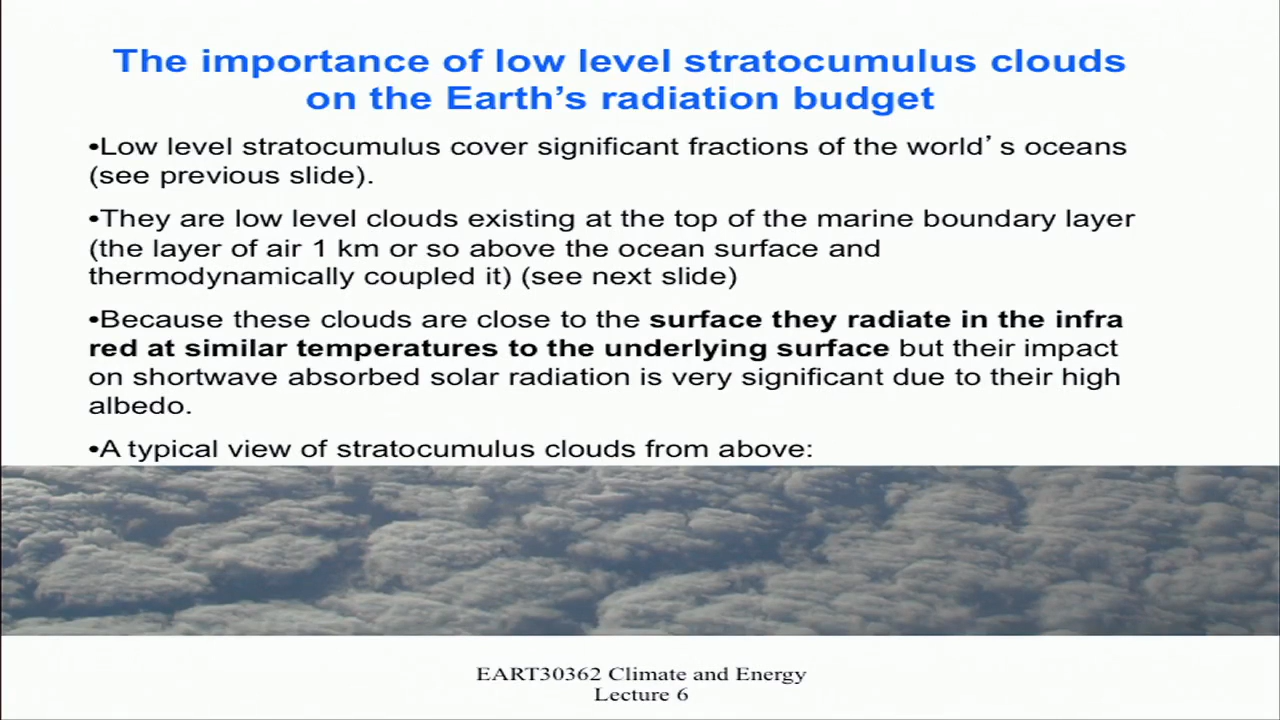 The importance of low level stratocumulus clouds
on the Earth’s radiation budget
•Low level stratocumulus cover significant fractions of the world’ s oceans
(see previous slide).
•They are low level clouds existing at the top of the marine boundary layer
(the layer of air 1 km or so above the ocean surface and
thermodynamically coupled it) (see next slide)
•Because these clouds are close to the surface they radiate in the infra
red at similar temperatures to the underlying surface but their impact
on shortwave absorbed solar radiation is very significant due to their high
albedo.
•A typical view of stratocumulus clouds from above:
EART30362 Climate and Energy
Lecture 6